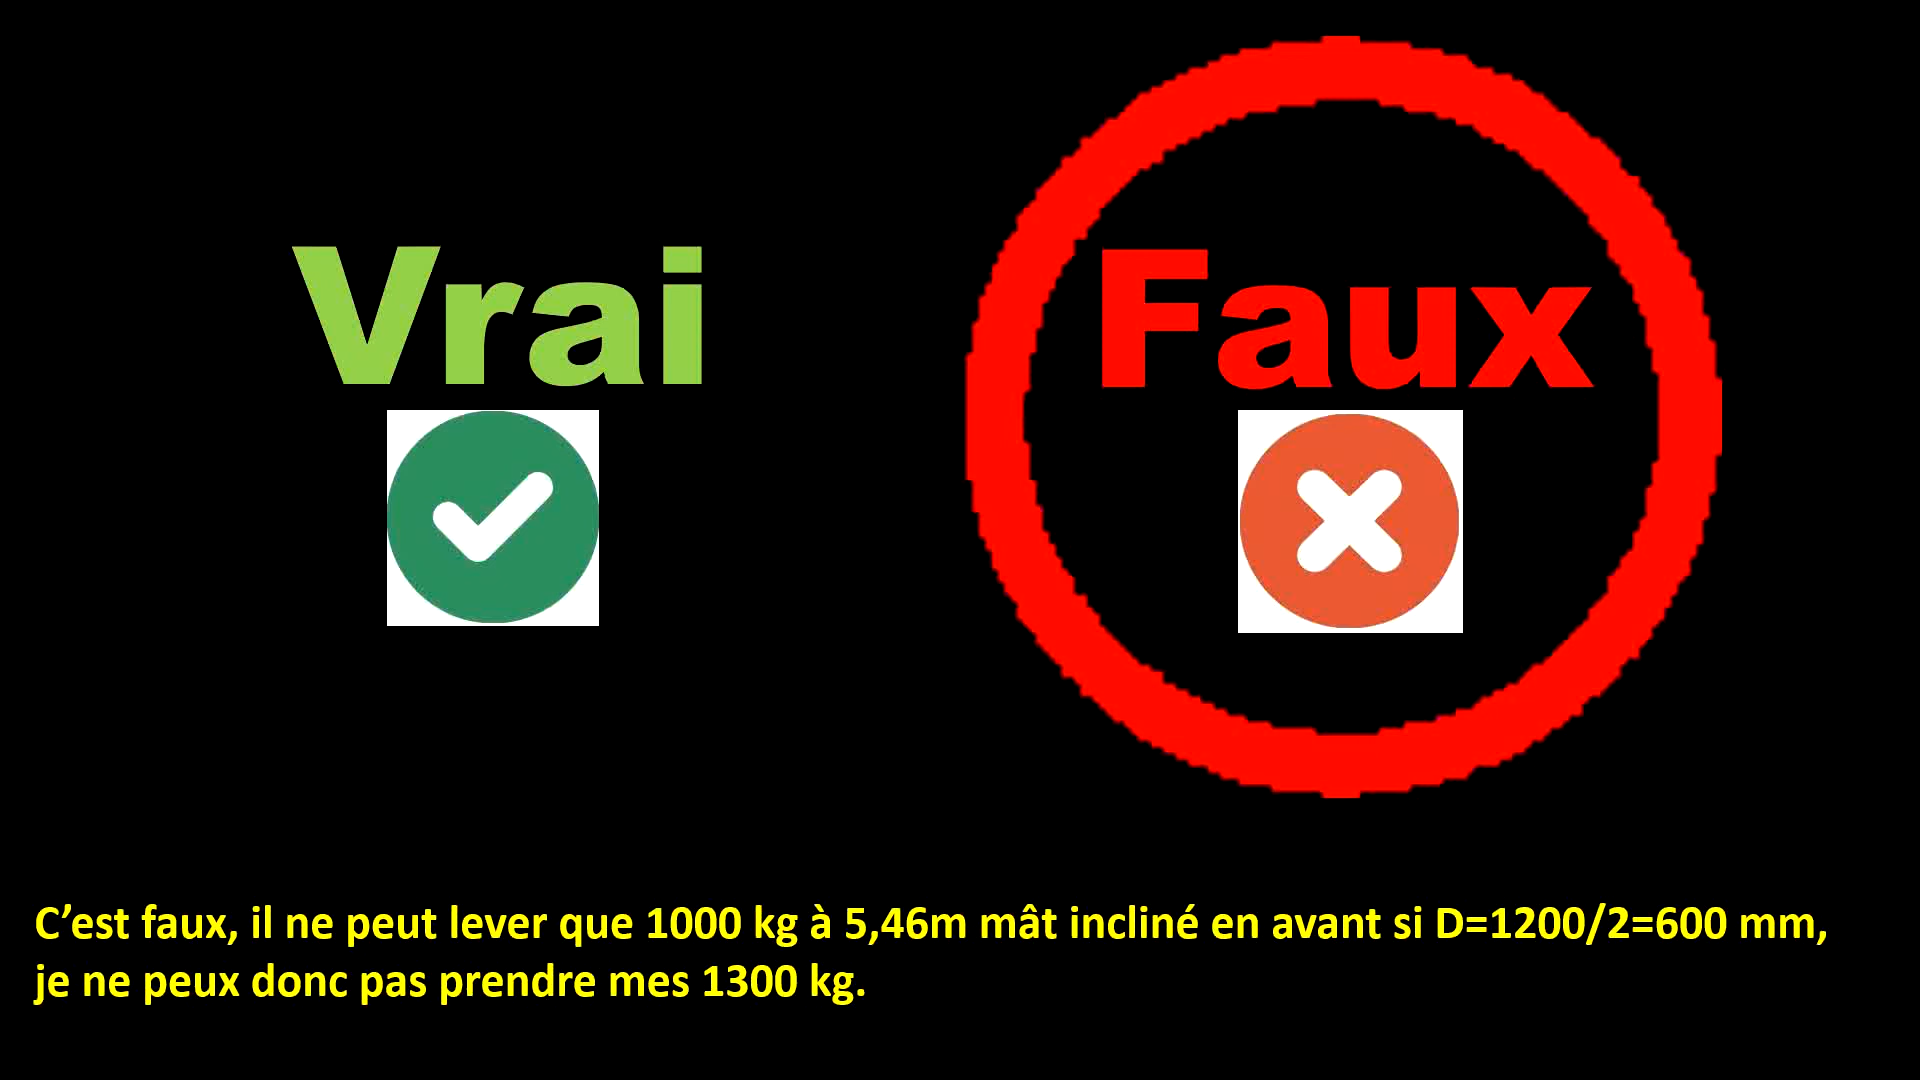 Vrai
Faux
C’est faux, il ne peut lever que 1000 kg à 5,46m mât incliné en avant si D=1200/2=600 mm,
je ne peux donc pas prendre mes 1300 kg.